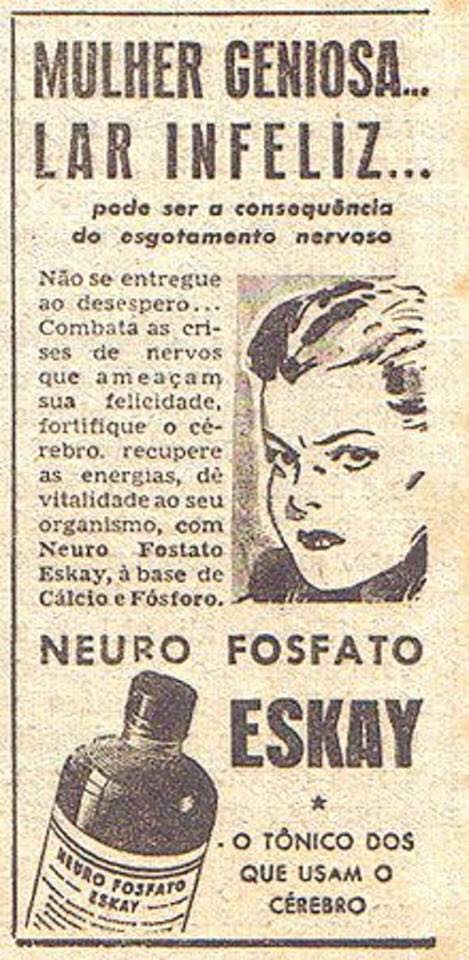 MULHER GENIOSA...
LAR INFELIZ...
pode ser a consequência
do esgotamento nervoso
Não se entregue
ao desespero...
Combata as cri-
ses de nervos
que ameaçam
sua felicidade,
fortifique o cé-
rebro, recupere
as energias, dê
vitalidade ao seu
organismo, com
Neuro Fostato
Eskay, à base de
Cálcio e Fósforo.
NEURO FOSFATO
ESKAY
NEURO FOSFATO
ESKAY
O TÔNICO DOS
QUE USAM O
CÉREBRO